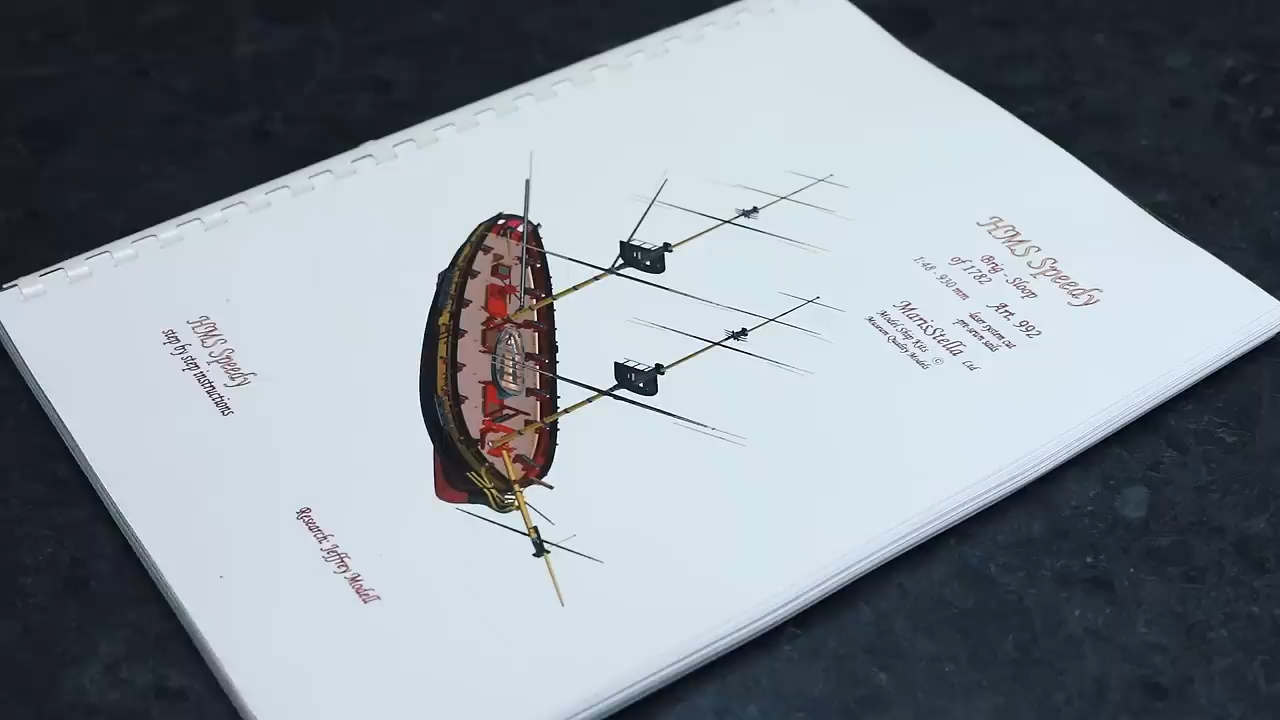 HMS Speedy
Brig - Sloop
of 1782 Art. 992
1:48 - 930 mm
laser system cut
pre-sewn sails
MarisStella Ltd
Model Ship Kits ©
Museum Quality Models
HMS Speedy
step by step instructions
Research: Jeffrey Modell